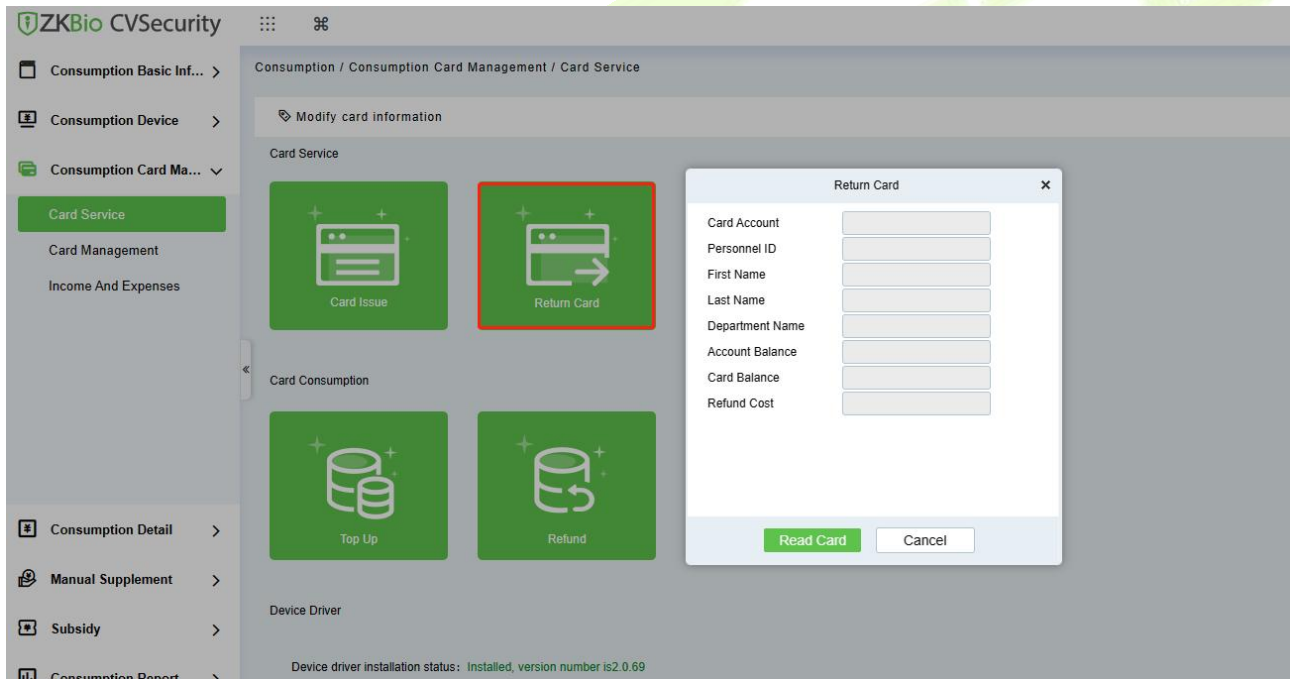 ZKBio CVSecurity
Consumption Basic Inf...
Consumption Device
Consumption Card Ma...
Card Service
Card Management
Income And Expenses
Consumption Detail
Manual Supplement
Subsidy
Consumption Report
Consumption / Consumption Card Management / Card Service
Modify card information
Card Service
Card Issue
Return Card
Card Consumption
Top Up
Refund
Device Driver
Device driver installation status: Installed, version number is2.0.69
Return Card
Card Account
Personnel ID
First Name
Last Name
Department Name
Account Balance
Card Balance
Refund Cost
Read Card
Cancel